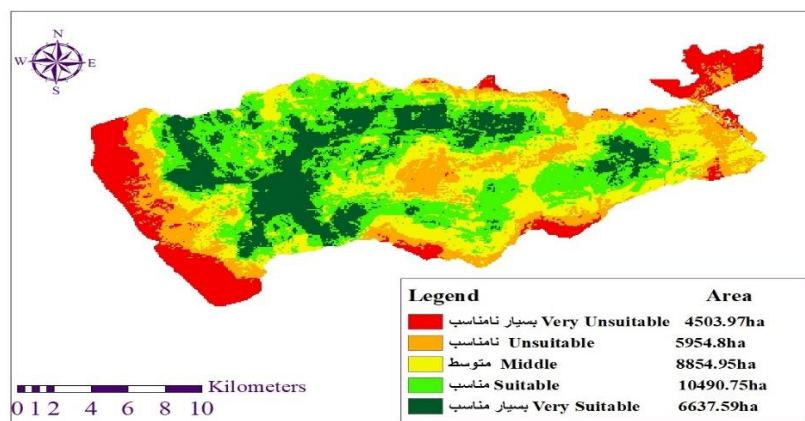 N
W E
S
Legend Area
بسیار نامناسب Very Unsuitable 4503.97ha
نامناسب Unsuitable 5954.8ha
متوسط Middle 8854.95ha
مناسب Suitable 10490.75ha
بسیار مناسب Very Suitable 6637.59ha
Kilometers
0 1 2 4 6 8 10